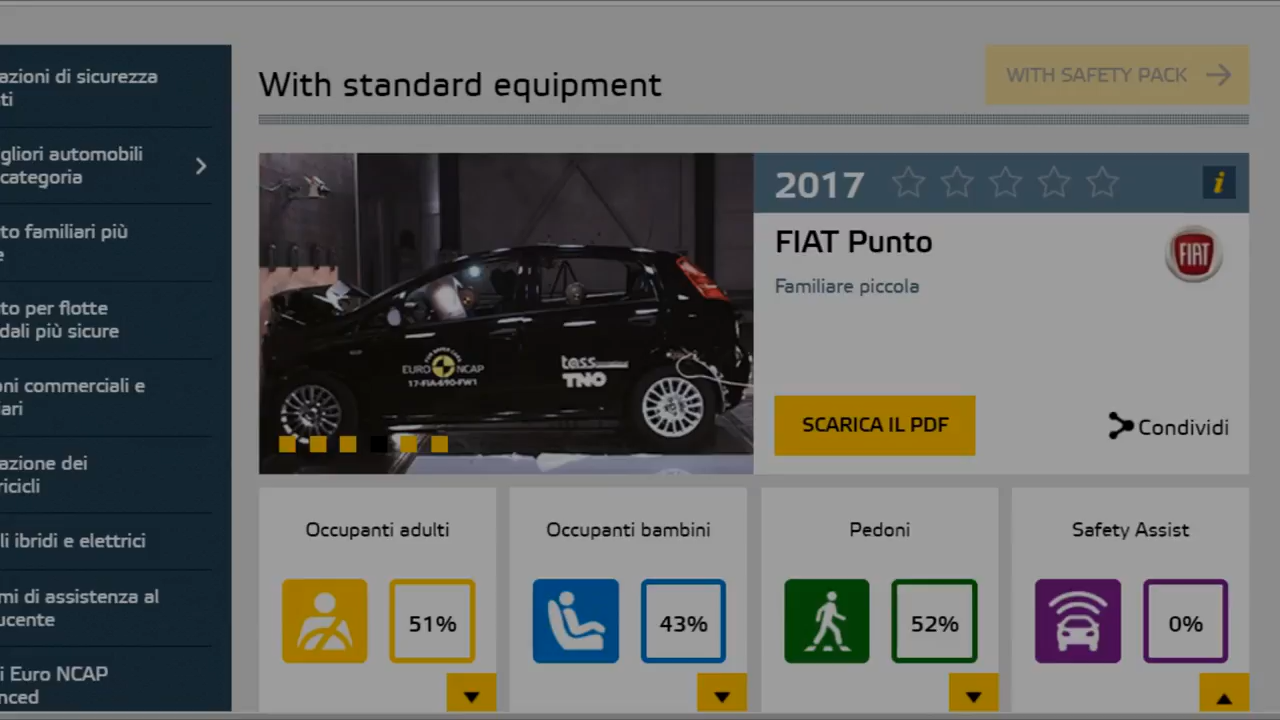 azioni di sicurezza
ti
gliori automobili
categoria
to familiari più
e
to per flotte
dali più sicure
oni commerciali e
iari
azione dei
ricicli
li ibridi e elettrici
mi di assistenza al
ucente
i Euro NCAP
nced
With standard equipment
WITH SAFETY PACK
2017
i
FIAT Punto
FIAT
Familiare piccola
EURO NCAP
17-FIA-690-FW1
tass
TNO
SCARICA IL PDF
Condividi
Occupanti adulti
51%
Occupanti bambini
43%
Pedoni
52%
Safety Assist
0%